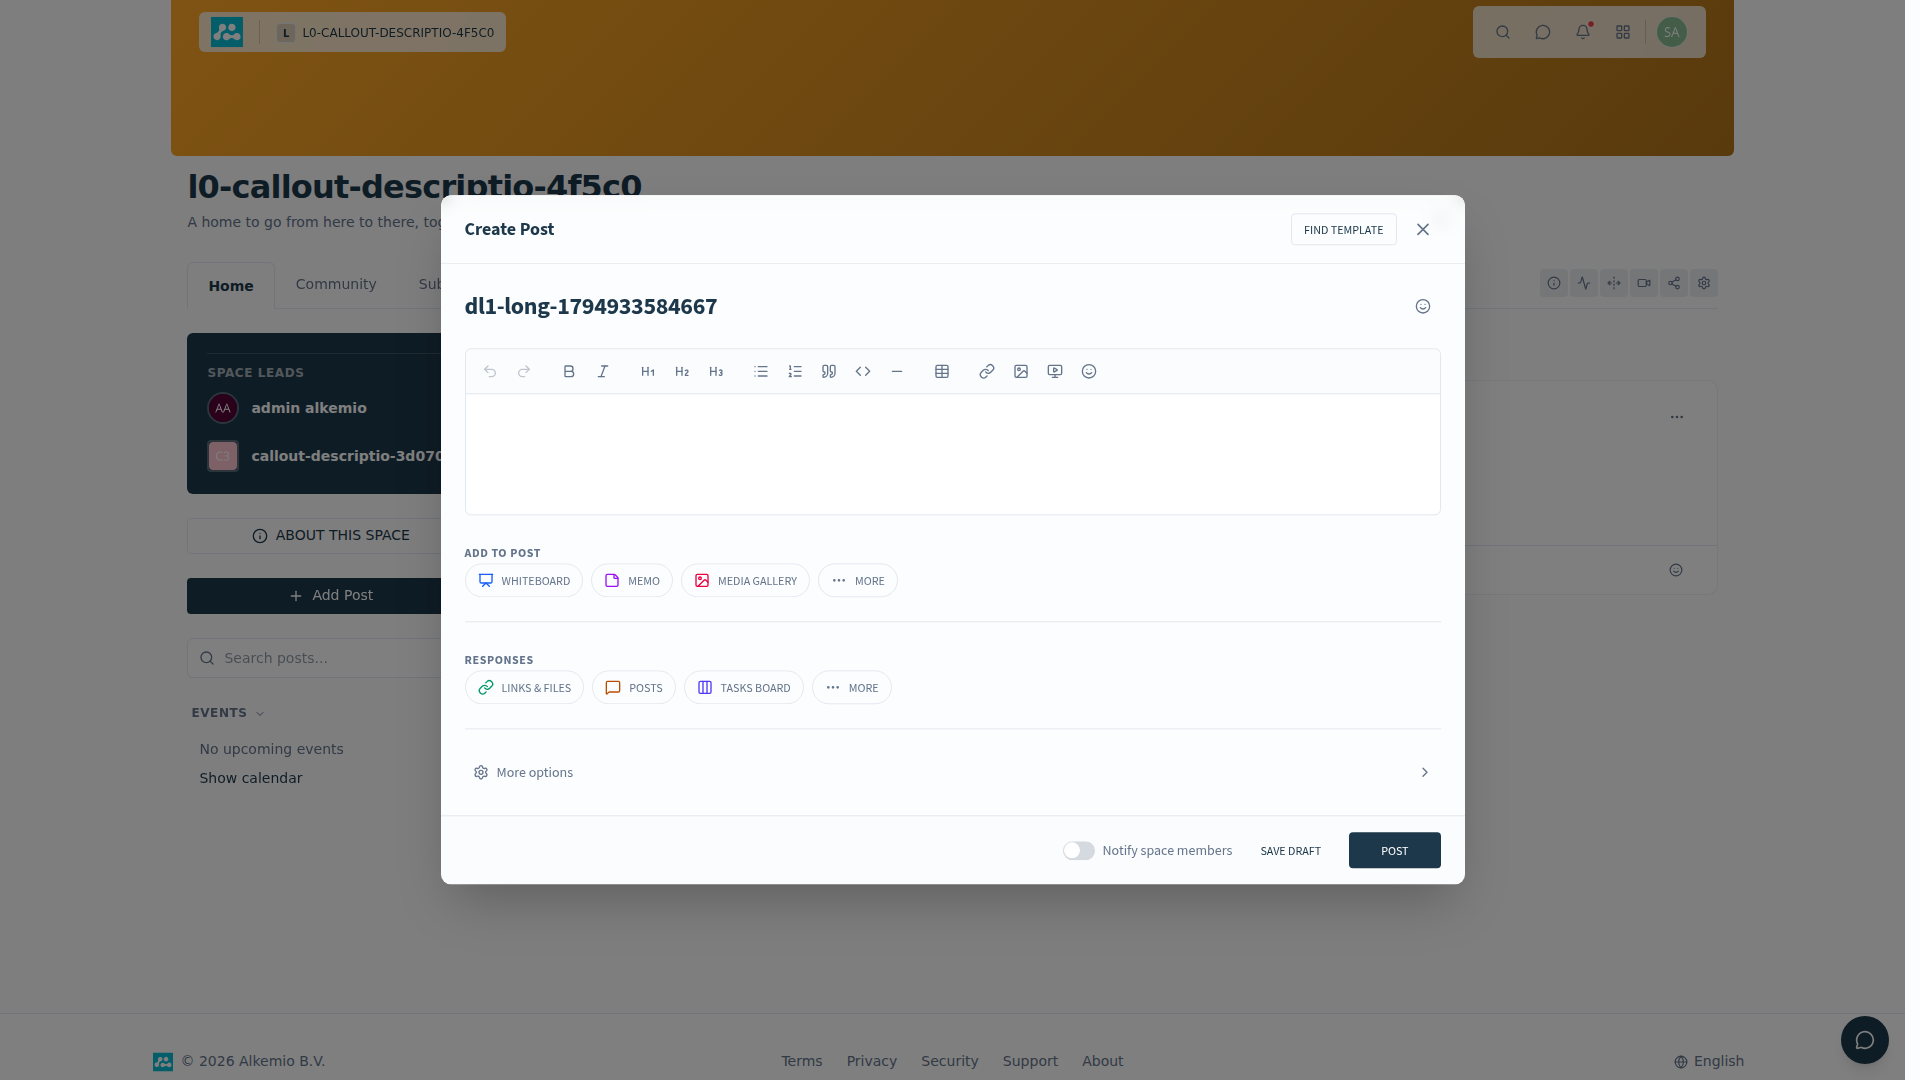 L L0-CALLOUT-DESCRIPTIO-4F5C0
SA
l0-callout-descriptio-4f5c0
A home to go from here to there, tog
Create Post
FIND TEMPLATE
Home Community Sub
dl1-long-1794933584667
SPACE LEADS
AA admin alkemio
C3 callout-descriptio-3d070
H1 H2 H3
ABOUT THIS SPACE
ADD TO POST
WHITEBOARD MEMO MEDIA GALLERY MORE
Add Post
Search posts...
RESPONSES
LINKS & FILES POSTS TASKS BOARD MORE
EVENTS
No upcoming events
Show calendar
More options
Notify space members SAVE DRAFT POST
© 2026 Alkemio B.V. Terms Privacy Security Support About English